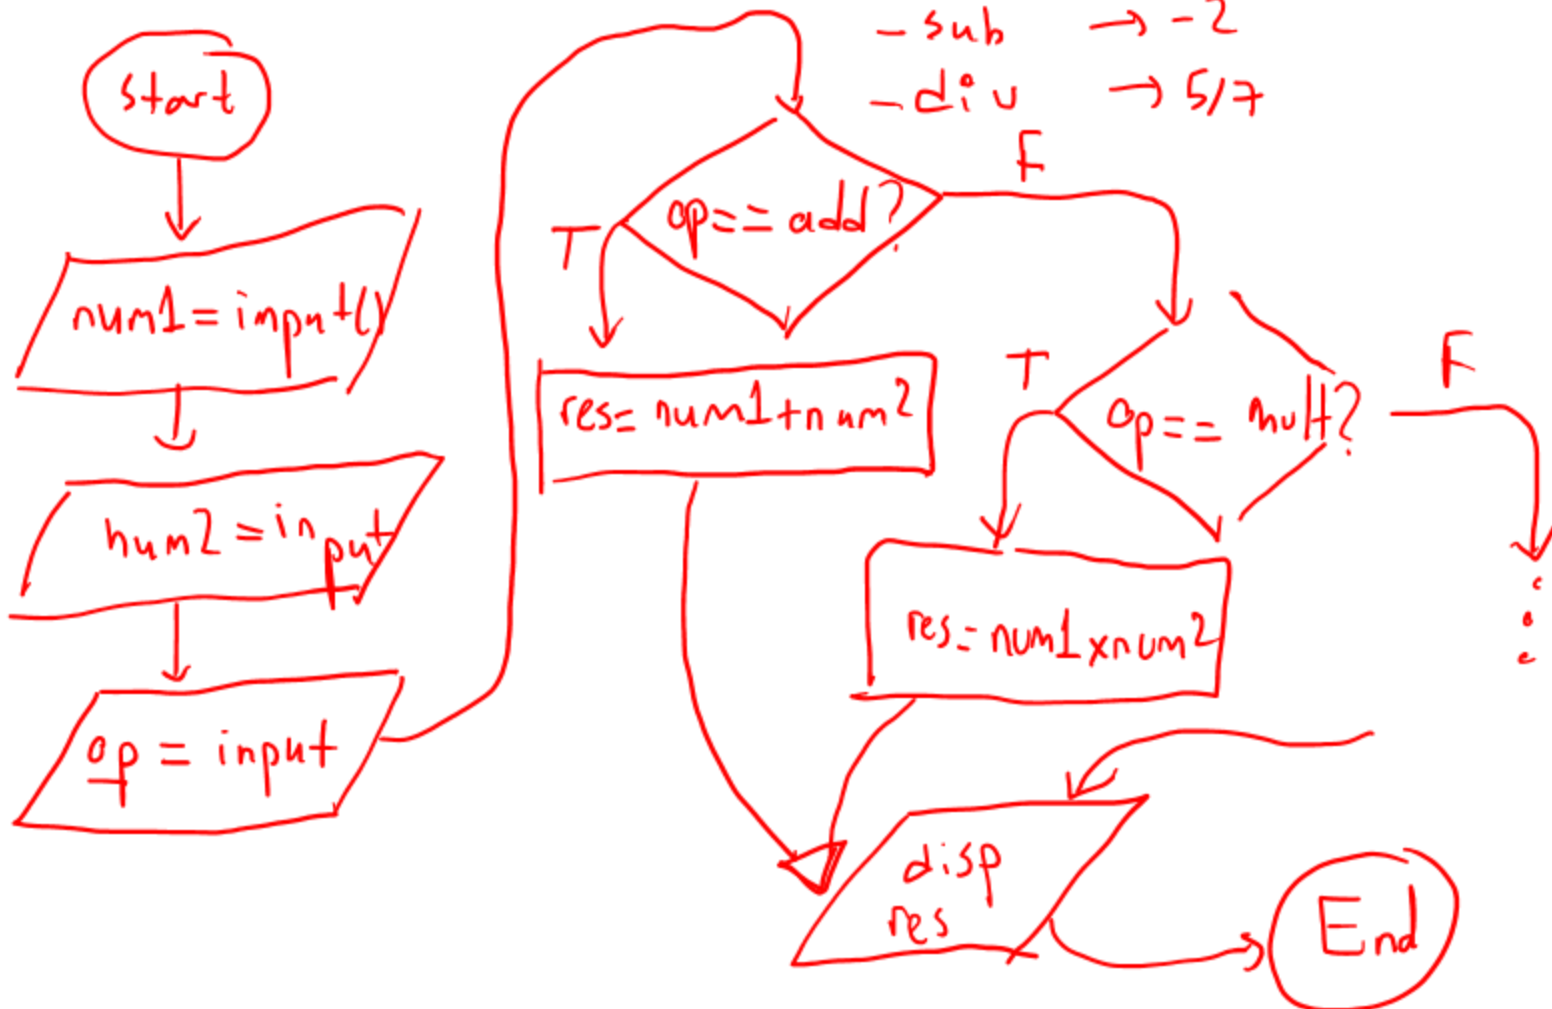 start
num1 = input()
num2 = input
op = input
- sub → -2
- div → 5/7
op == add?
T
F
res = num1+num2
op == mult?
T
F
res = num1xnum2
disp
res
End